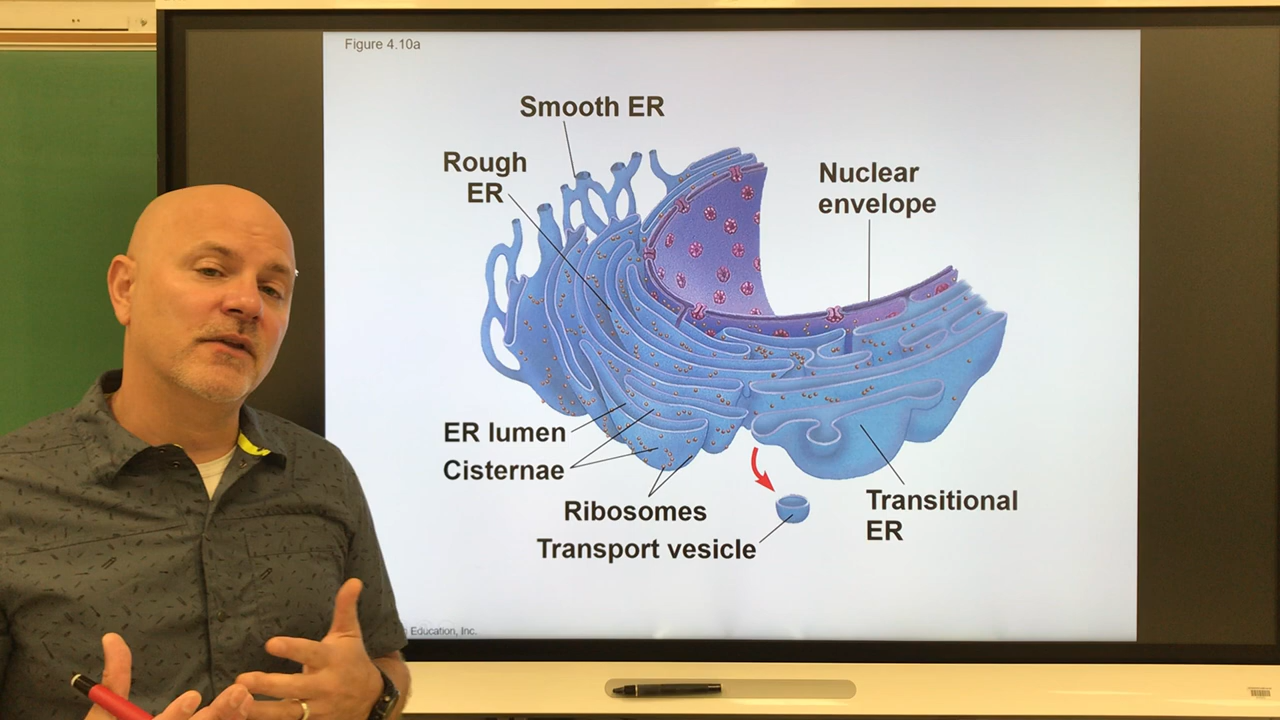 Figure 4.10a
Smooth ER
Rough
ER
Nuclear
envelope
ER lumen
Cisternae
Ribosomes
Transport vesicle
Transitional
ER
Education, Inc.